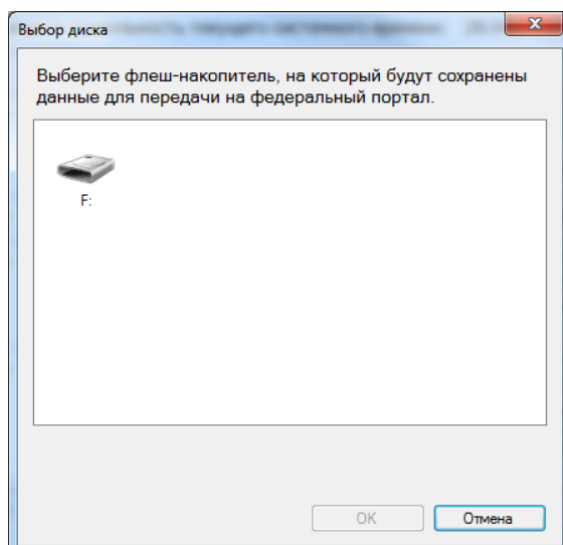 Выбор диска
Выберите флеш-накопитель, на который будут сохранены
данные для передачи на федеральный портал.
F:
OK
Отмена